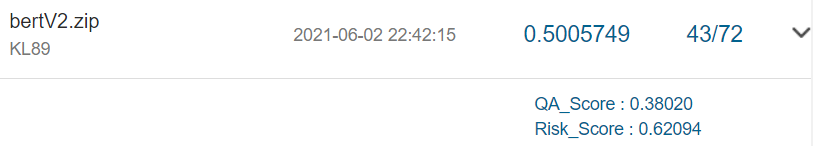 bertV2.zip
KL89
2021-06-02 22:42:15 0.5005749 43/72
QA_Score : 0.38020
Risk_Score : 0.62094